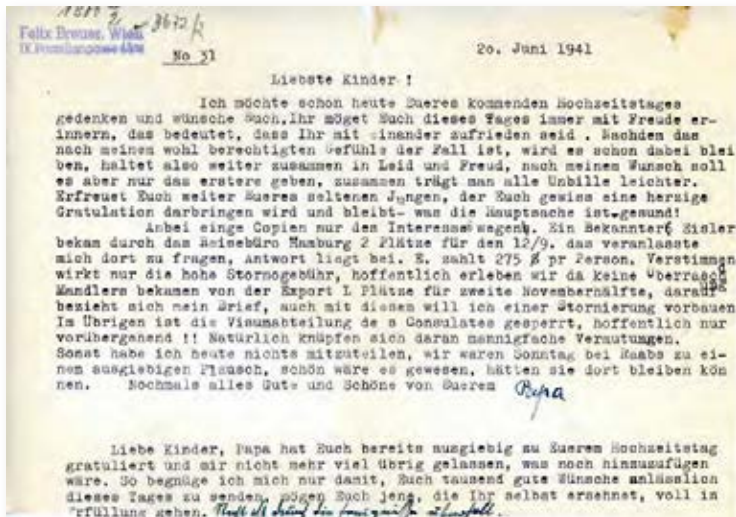 3672/2
Felix Breuer, Wien
No 31
20. Juni 1941
Liebste Kinder !
Ich möchte schon heute Eueres kommenden Hochzeitstages
gedenken und wünsche Euch,Ihr möget Euch dieses Tages immer mit Freude er-
innern, das bedeutet, dass Ihr mit einander zufrieden seid . Nachdem das
nach meinem wohl berechtigten Gefühls der Fall ist, wird es schon dabei blei
ben, haltet also weiter zusammen in Leid und Freud, nach meinem Wunsch soll
es aber nur das erstere geben, zusammen trägt man alle Unbille leichter.
Erfreuet Euch weiter Eueres seltenen Jungen, der Euch gewiss eine herzige
Gratulation darbringen wird und bleibt- was die Hauptsache ist-gesund!
Anbei einge Copien nur des Interesse wegen. Ein Bekannter Eisler
bekam durch das Reisebüro Hamburg 2 Plätze für den 12/9. das veranlasste
mich dort zu fragen, Antwort liegt bei. E. zahlt 275 $ pr Person. Verstimmend
wirkt nur die hohe Stornogebühr, hoffentlich erleben wir da keine
Mandlers bekamen von der Export L Plätze für zweite Novemberhälfte, darauf
bezieht sich mein Brief, auch mit diesem will ich einer Stornierung vorbauen
Im Übrigen ist die Visumabteilung de s Consulates gesperrt, hoffentlich nur
vorübergehend !! Natürlich knüpfen sich daran mannigfache Vermutungen.
Sonst habe ich heute nichts mitzuteilen, wir waren Sonntag bei Raabs zu ei-
nem ausgiebigen Plausch, schön wäre es gewesen, hätten sie dort bleiben kön
nen. Nochmals alles Gute und Schöne von Euerem Papa
Liebe Kinder, Papa hat Euch bereits ausgiebig zu Euerem Hochzeitstag
gratuliert und mir nicht mehr viel übrig gelassen, was noch hinzuzufügen
wäre. So begnüge ich mich nur damit, Euch tausend gute Wünsche anlässlich
dieses Tages zu senden, mögen Euch jene, die Ihr selbst ersehnet, voll in
Erfüllung gehen.